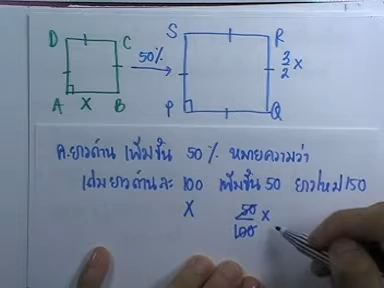 D C S R
50%
3/2 x
A x B P Q
ค.ยาวด้าน เพิ่มขึ้น 50 % หมายความว่า
เดิมยาวด้านละ 100 เพิ่มขึ้น 50 ยาวใหม่ 150
x 50/100 x